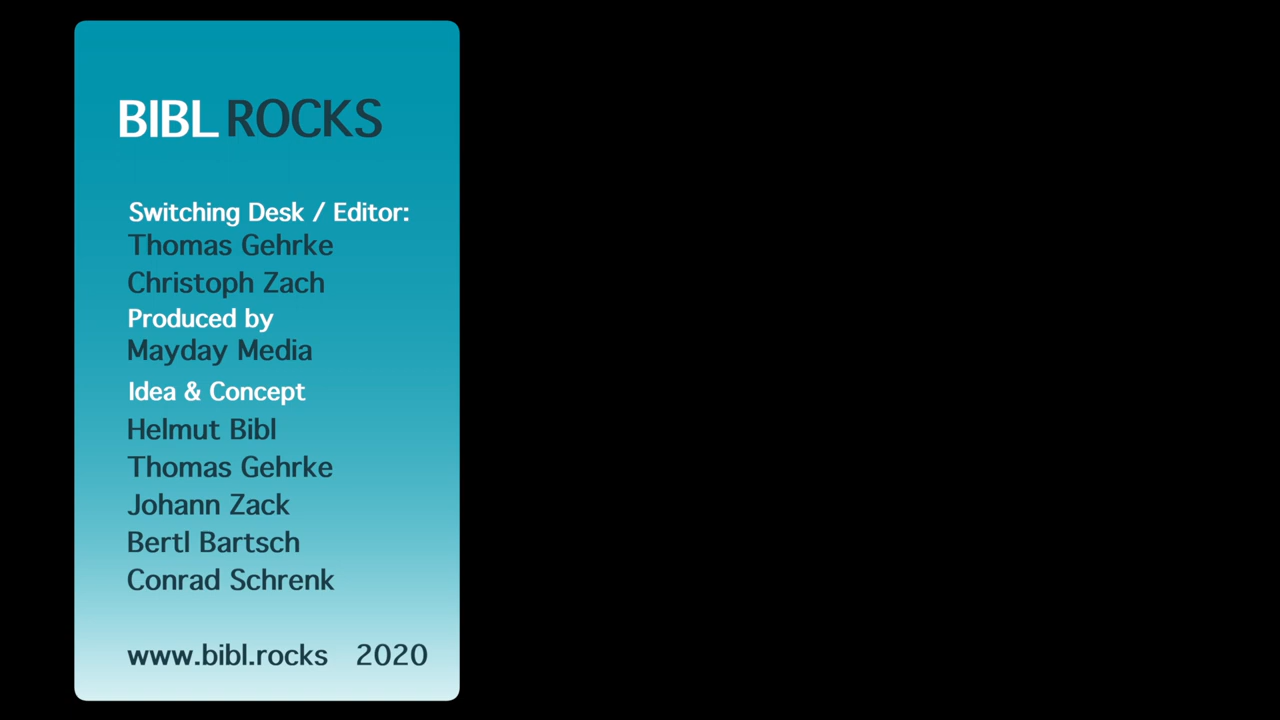 BIBL ROCKS
Switching Desk / Editor:
Thomas Gehrke
Christoph Zach
Produced by
Mayday Media
Idea & Concept
Helmut Bibl
Thomas Gehrke
Johann Zack
Bertl Bartsch
Conrad Schrenk
www.bibl.rocks 2020